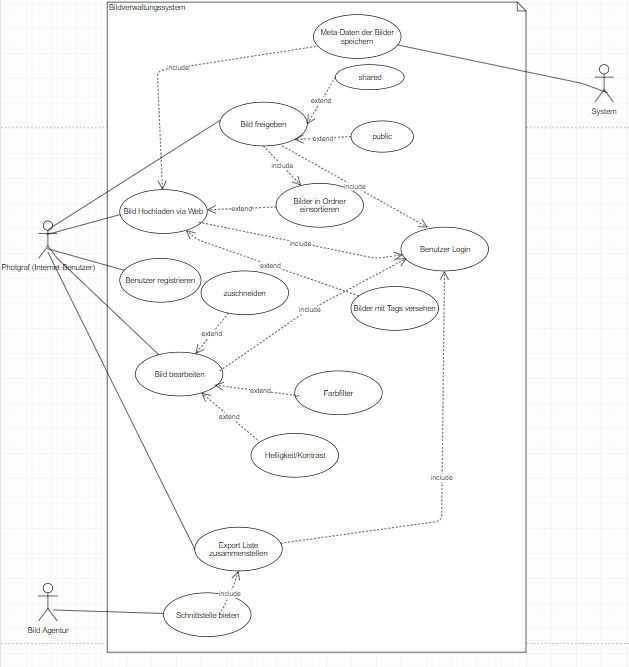 Bildverwaltungssystem
Meta-Daten der Bilder
speichern
include
shared
System
extend
Bild freigeben
extend
public
include
include
Bilder in Ordner
einsortieren
Bild Hochladen via Web
extend
include
Benutzer Login
Photgraf (Internet-Benutzer)
extend
Benutzer registrieren
zuschneiden
include
Bilder mit Tags versehen
extend
Bild bearbeiten
extend
Farbfilter
extend
Helligkeit/Kontrast
include
Export Liste
zusammenstellen
include
Schnittstelle bieten
Bild Agentur